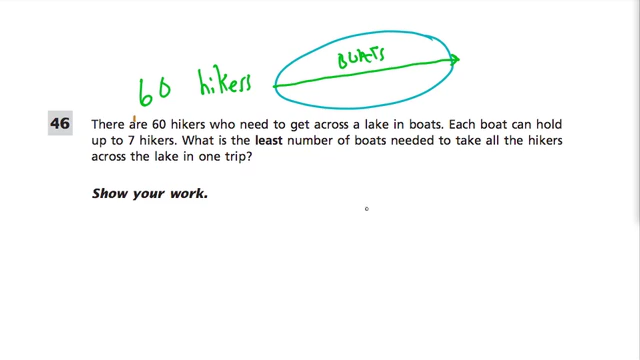 BOATS
60 hikers
46 There are 60 hikers who need to get across a lake in boats. Each boat can hold
up to 7 hikers. What is the least number of boats needed to take all the hikers
across the lake in one trip?
Show your work.